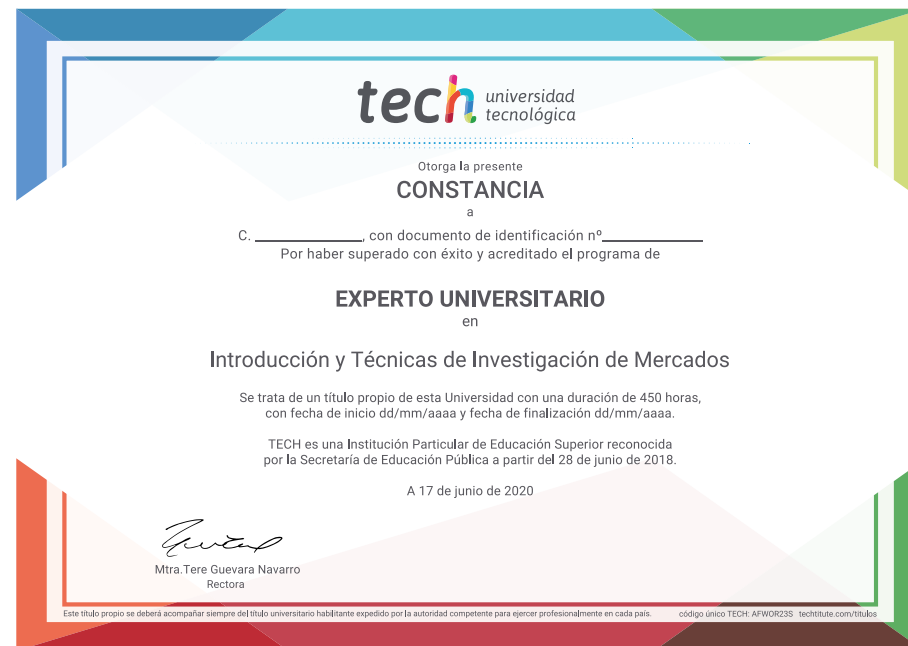 tech universidad
tecnológica
Otorga la presente
CONSTANCIA
a
C. ____________, con documento de identificación nº____________
Por haber superado con éxito y acreditado el programa de
EXPERTO UNIVERSITARIO
en
Introducción y Técnicas de Investigación de Mercados
Se trata de un título propio de esta Universidad con una duración de 450 horas,
con fecha de inicio dd/mm/aaaa y fecha de finalización dd/mm/aaaa.
TECH es una Institución Particular de Educación Superior reconocida
por la Secretaría de Educación Pública a partir del 28 de junio de 2018.
A 17 de junio de 2020
Mtra.Tere Guevara Navarro
Rectora
Este título propio se deberá acompañar siempre del título universitario habilitante expedido por la autoridad competente para ejercer profesionalmente en cada país. código único TECH: AFWOR23S techtitute.com/títulos